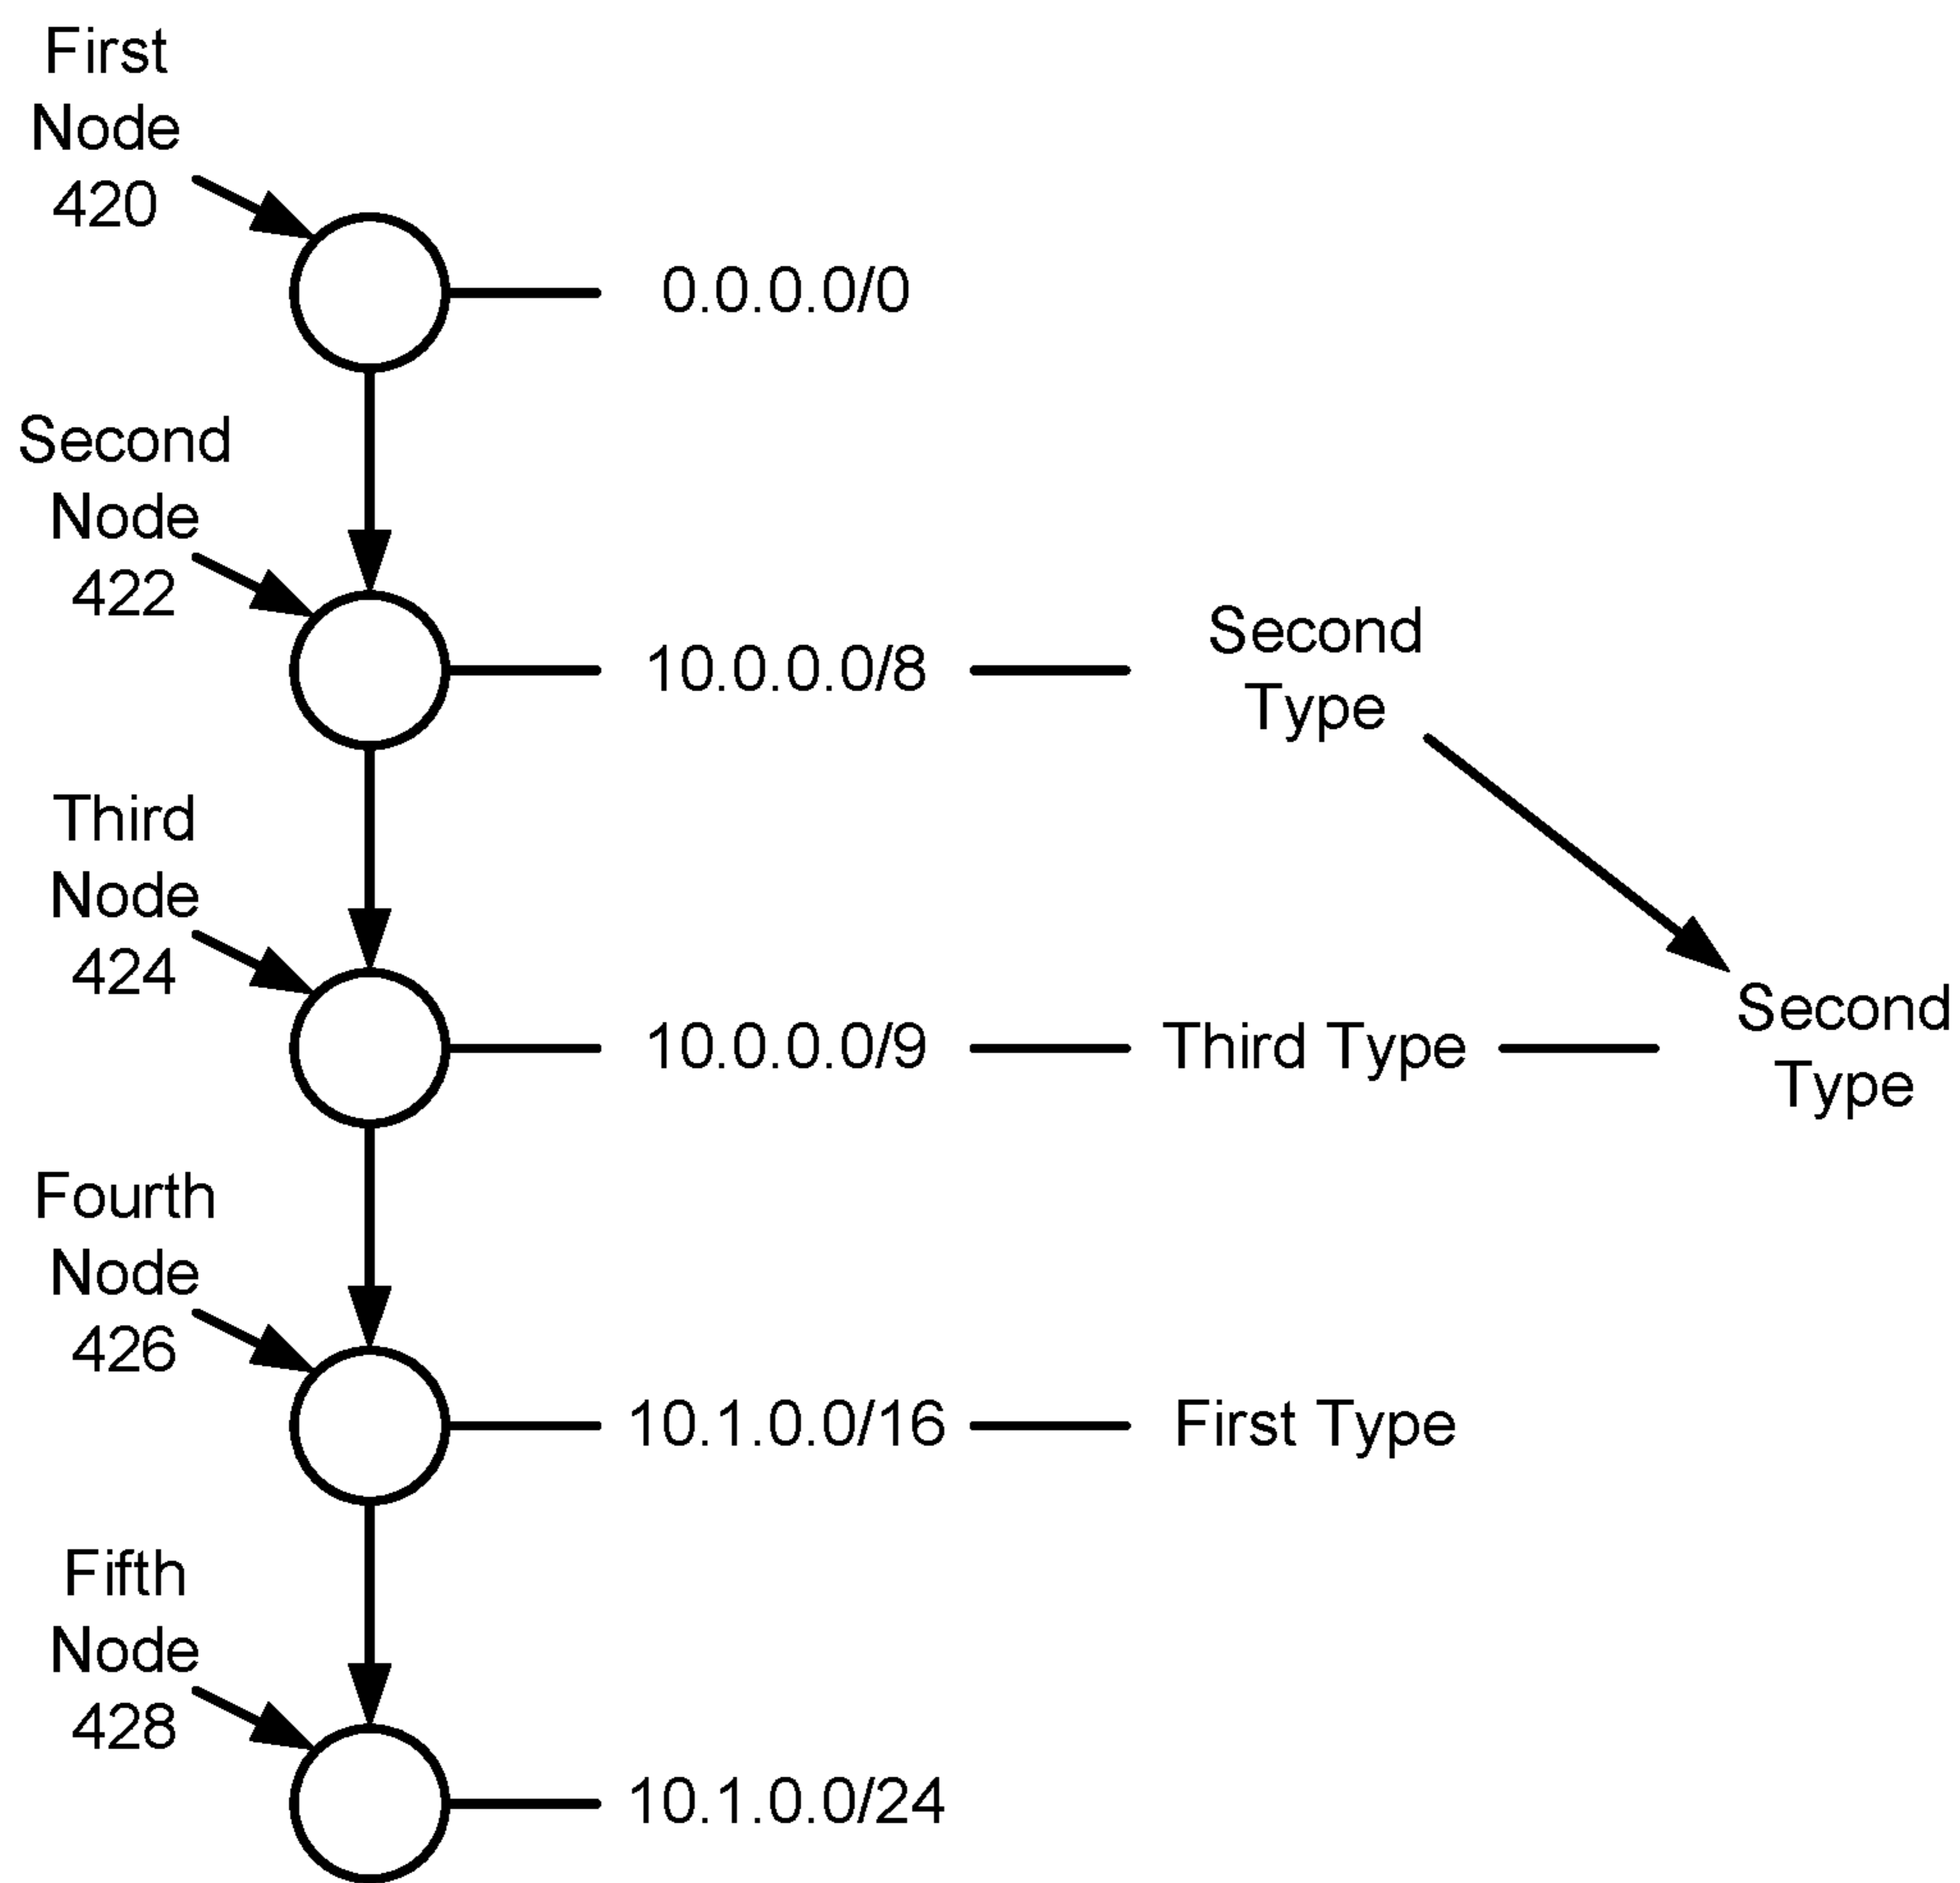 First
Node
420
0.0.0.0/0
Second
Node
422
10.0.0.0/8
Second
Type
Third
Node
424
10.0.0.0/9
Third Type
Second
Type
Fourth
Node
426
10.1.0.0/16
First Type
Fifth
Node
428
10.1.0.0/24